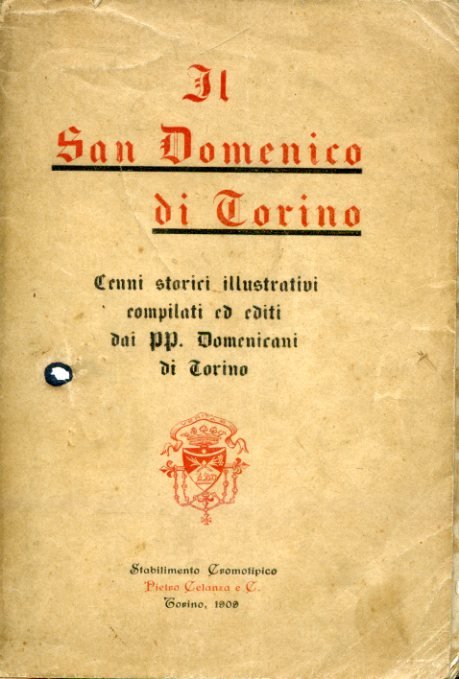 Il
San Domenico
di Torino
Cenni storici illustrativi
compilati ed editi
dai PP. Domenicani
di Torino
VERITAS
Stabilimento Cromotipico
Pietro Celanza e C.
Torino, 1909